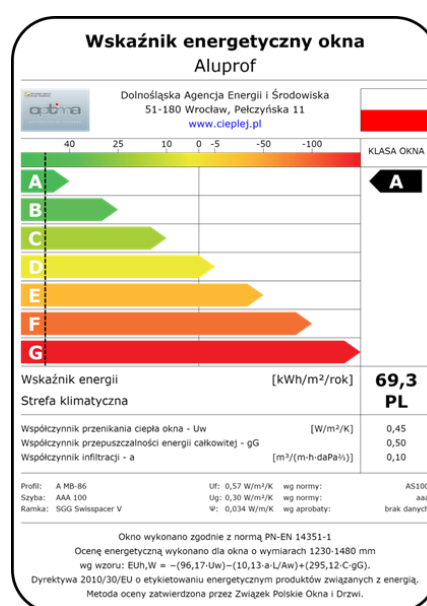 Wskaźnik energetyczny okna
Aluprof
optima
Dolnośląska Agencja Energii i Środowiska
51-180 Wrocław, Pełczyńska 11
www.cieplej.pl
40 25 10 0 -5 -50 -100
KLASA OKNA
A
A
B
C
D
E
F
G
Wskaźnik energii [kWh/m²/rok] 69,3
Strefa klimatyczna PL
Współczynnik przenikania ciepła okna - Uw [W/m²/K] 0,45
Współczynnik przepuszczalności energii całkowitej - gG 0,50
Współczynnik infiltracji - a [m³/(m·h·daPa⅔)] 0,10
Profil: A MB-86 Uf: 0,57 W/m²/K wg normy: AS100
Szyba: AAA 100 Ug: 0,30 W/m²/K wg normy: aaa
Ramka: SGG Swisspacer V Ψ: 0,034 W/m/K wg aprobaty: brak danych
Okno wykonano zgodnie z normą PN-EN 14351-1
Ocenę energetyczną wykonano dla okna o wymiarach 1230-1480 mm
wg wzoru: EUh,W = −(96,17·Uw)−(10,13·a·L/Aw)+(295,12·C·gG).
Dyrektywa 2010/30/EU o etykietowaniu energetycznym produktów związanych z energią.
Metoda oceny zatwierdzona przez Związek Polskie Okna i Drzwi.